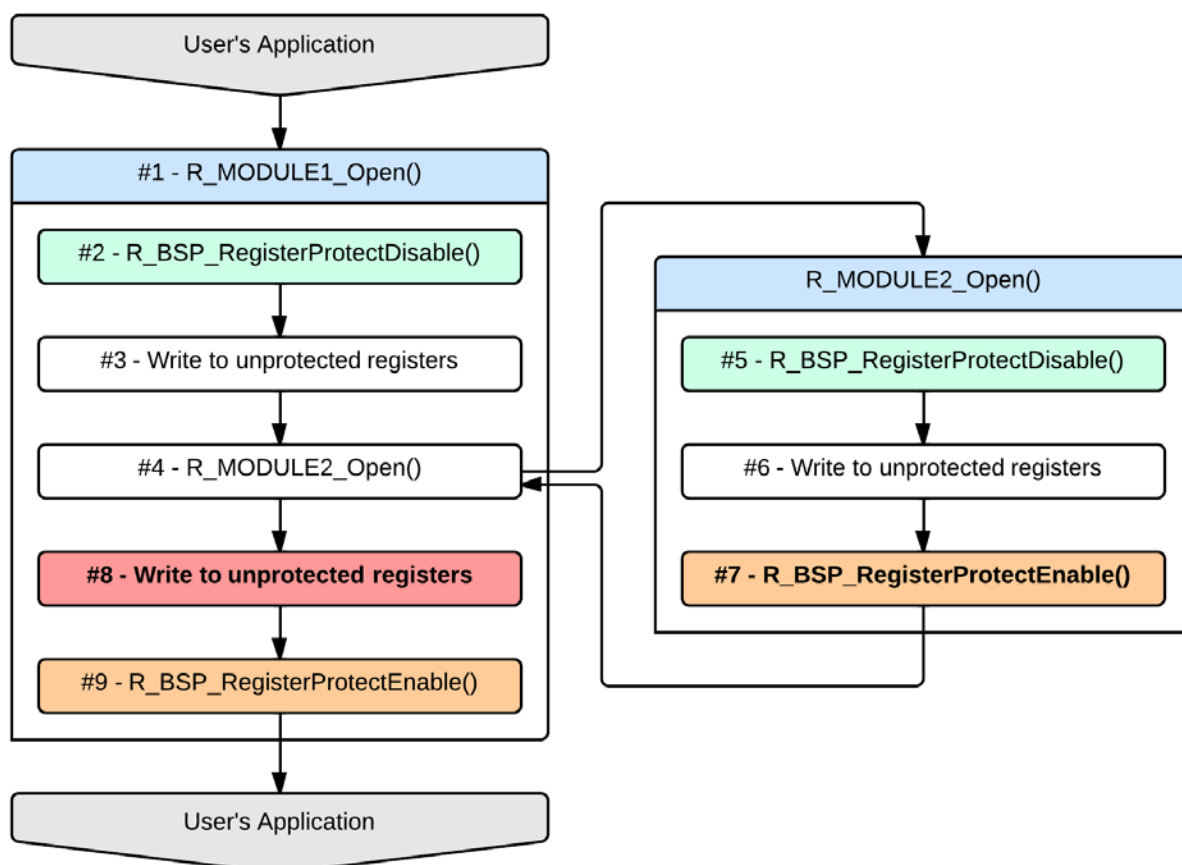 User's Application
#1 - R_MODULE1_Open()
#2 - R_BSP_RegisterProtectDisable()
#3 - Write to unprotected registers
#4 - R_MODULE2_Open()
R_MODULE2_Open()
#5 - R_BSP_RegisterProtectDisable()
#6 - Write to unprotected registers
#7 - R_BSP_RegisterProtectEnable()
#8 - Write to unprotected registers
#9 - R_BSP_RegisterProtectEnable()
User's Application